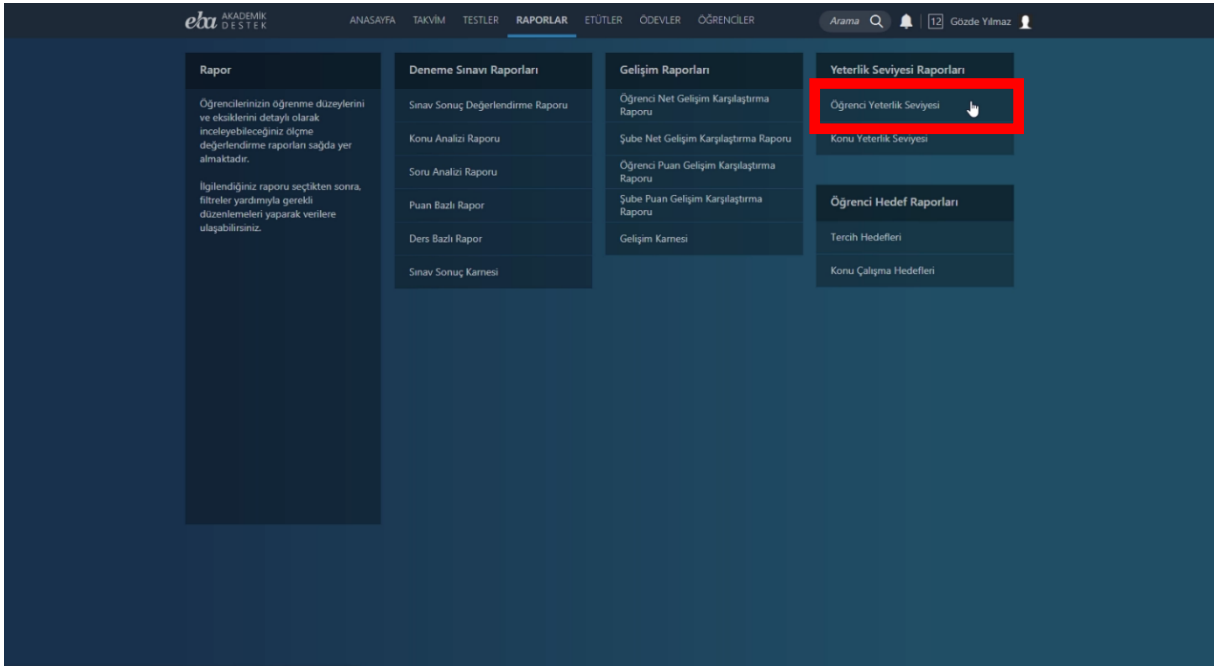 eba AKADEMİK DESTEK
ANASAYFA TAKVİM TESTLER RAPORLAR ETÜTLER ÖDEVLER ÖĞRENCİLER
Arama 12 Gözde Yılmaz
Rapor
Öğrencilerinizin öğrenme düzeylerini
ve eksiklerini detaylı olarak
inceleyebileceğiniz ölçme
değerlendirme raporları sağda yer
almaktadır.
İlgilendiğiniz raporu seçtikten sonra,
filtreler yardımıyla gerekli
düzenlemeleri yaparak verilere
ulaşabilirsiniz.
Deneme Sınavı Raporları
Sınav Sonuç Değerlendirme Raporu
Konu Analizi Raporu
Soru Analizi Raporu
Puan Bazlı Rapor
Ders Bazlı Rapor
Sınav Sonuç Karnesi
Gelişim Raporları
Öğrenci Net Gelişim Karşılaştırma
Raporu
Şube Net Gelişim Karşılaştırma Raporu
Öğrenci Puan Gelişim Karşılaştırma
Raporu
Şube Puan Gelişim Karşılaştırma
Raporu
Gelişim Karnesi
Yeterlik Seviyesi Raporları
Öğrenci Yeterlik Seviyesi
Konu Yeterlik Seviyesi
Öğrenci Hedef Raporları
Tercih Hedefleri
Konu Çalışma Hedefleri